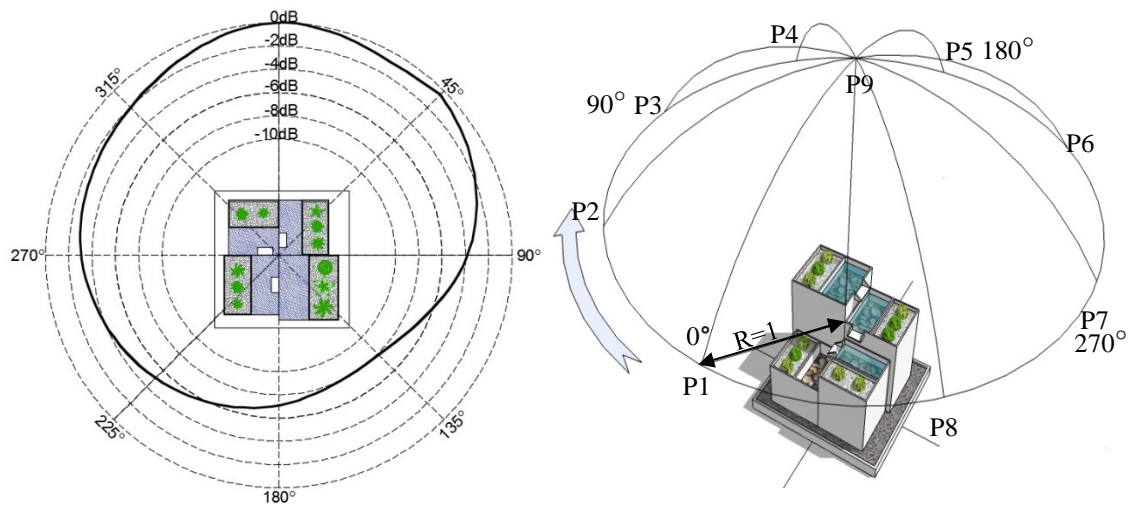 0dB
-2dB
-4dB
-6dB
-8dB
-10dB
45°
90°
135°
180°
225°
270°
315°
P4
P5 180°
P9
90° P3
P6
P2
0°
R=1
P7
270°
P1
P8